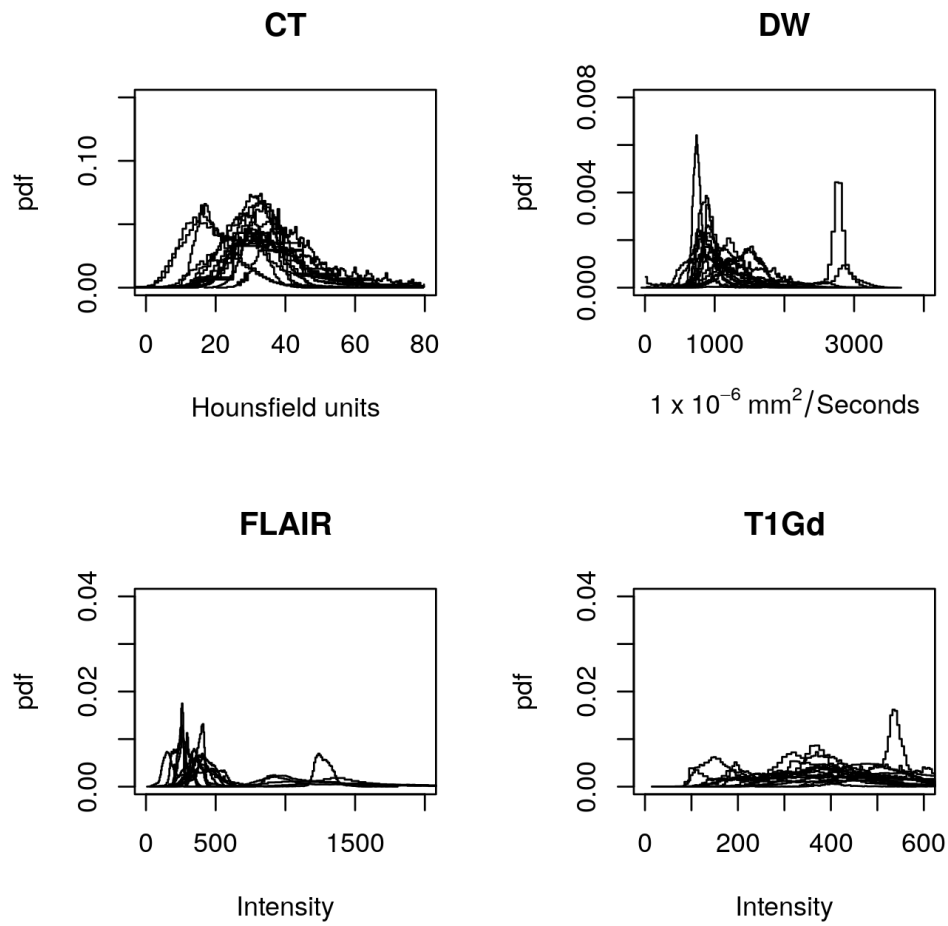 CT
pdf
0.00
0.10
0
20
40
60
80
Hounsfield units
DW
pdf
0.000
0.004
0.008
0
1000
3000
1 x 10⁻⁶ mm²/Seconds
FLAIR
pdf
0.00
0.02
0.04
0
500
1500
Intensity
T1Gd
pdf
0.00
0.02
0.04
0
200
400
600
Intensity